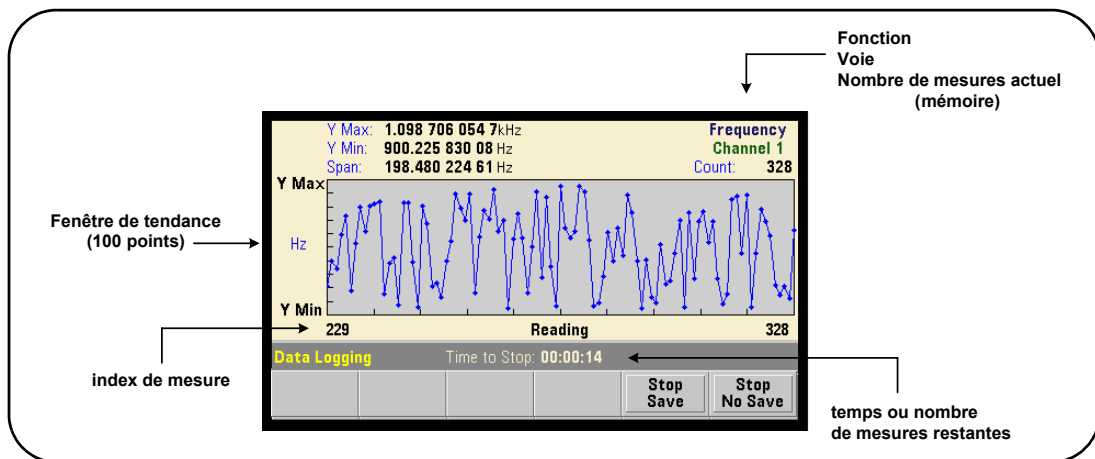 Fonction
Voie
Nombre de mesures actuel
(mémoire)
Y Max: 1.098 706 054 7kHz
Frequency
Y Min: 900.225 830 08 Hz
Channel 1
Span: 198.480 224 61 Hz
Count: 328
Y Max
Fenêtre de tendance
(100 points)
Hz
Y Min
229
Reading
328
Data Logging
Time to Stop: 00:00:14
index de mesure
Stop
Save
Stop
No Save
temps ou nombre
de mesures restantes